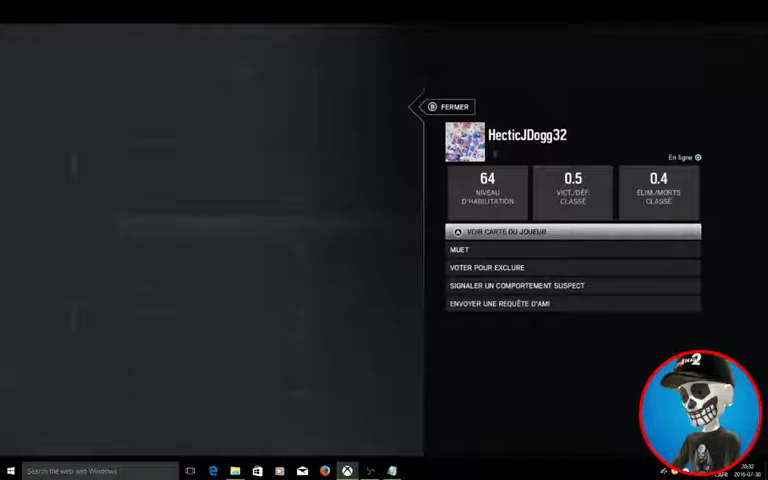 B FERMER
HecticJDogg32
En ligne
64
NIVEAU
D'HABILITATION
0.5
VICT./DÉF.
CLASSÉ
0.4
ÉLIM./MORTS
CLASSÉ
A VOIR CARTE DU JOUEUR
MUET
VOTER POUR EXCLURE
SIGNALER UN COMPORTEMENT SUSPECT
ENVOYER UNE REQUÊTE D'AMI
2
Search the web and Windows
20:32
2016-07-30